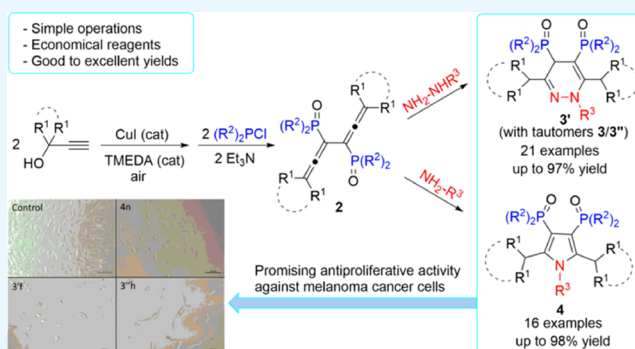 - Simple operations
- Economical reagents
- Good to excellent yields
2
R¹ R¹
HO
CuI (cat)
TMEDA (cat)
air
2 (R²)₂PCl
2 Et₃N
R¹
R¹
O
(R²)₂P
P(R²)₂
O
R¹
R¹
2
NH₂-NHR³
NH₂-R³
O O
(R²)₂P P(R²)₂
R¹ R¹
R¹ R¹
N-N
R³
3'
(with tautomers 3/3'')
21 examples
up to 97% yield
O O
(R²)₂P P(R²)₂
R¹ R¹
R¹ R¹
N
R³
4
16 examples
up to 98% yield
Promising antiproliferative activity
against melanoma cancer cells
Control
4n
3'f
3''h